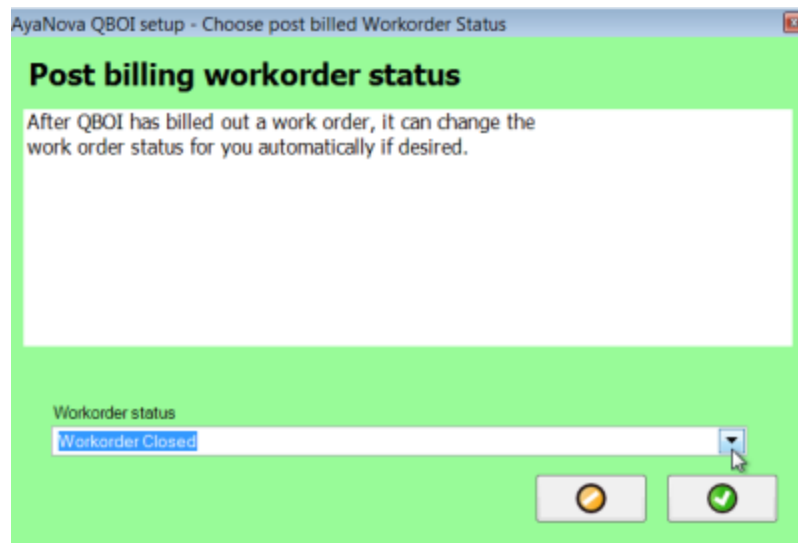 AyaNova QBOI setup - Choose post billed Workorder Status
Post billing workorder status
After QBOI has billed out a work order, it can change the
work order status for you automatically if desired.
Workorder status
Workorder Closed